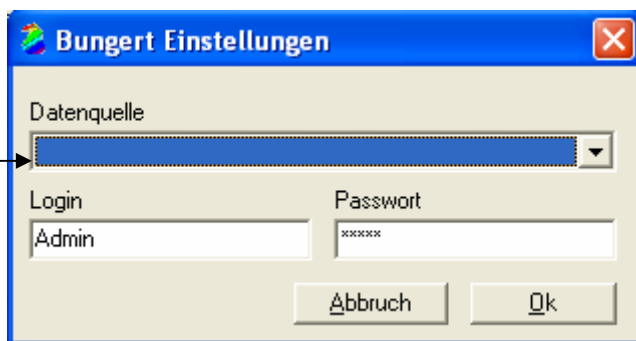 Bungert Einstellungen
Datenquelle
Login Passwort
Admin *****
Abbruch Ok